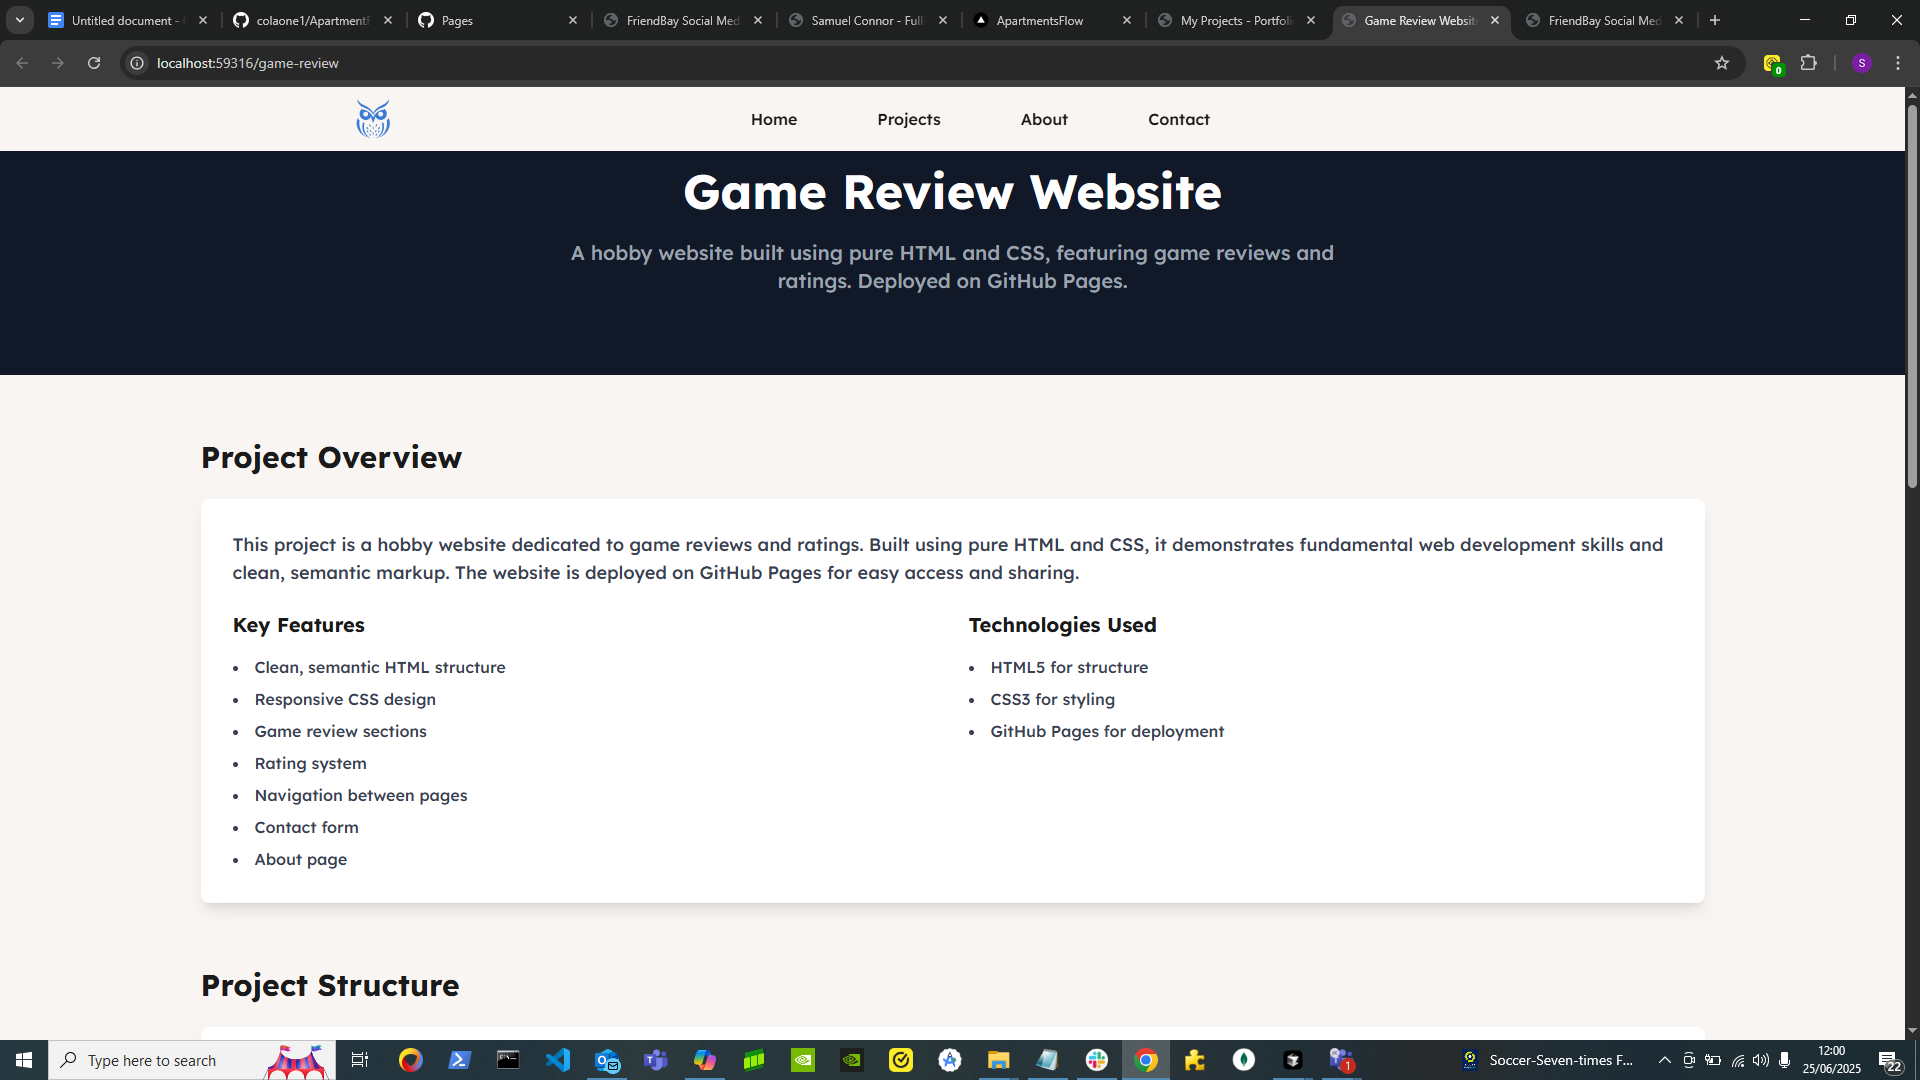 Untitled document -
colaone1/Apartment
Pages
FriendBay Social Med
Samuel Connor - Full
ApartmentsFlow
My Projects - Portfoli
Game Review Website
FriendBay Social Med
localhost:59316/game-review
0
S
Home
Projects
About
Contact
Game Review Website
A hobby website built using pure HTML and CSS, featuring game reviews and
ratings. Deployed on GitHub Pages.
Project Overview
This project is a hobby website dedicated to game reviews and ratings. Built using pure HTML and CSS, it demonstrates fundamental web development skills and
clean, semantic markup. The website is deployed on GitHub Pages for easy access and sharing.
Key Features
• Clean, semantic HTML structure
• Responsive CSS design
• Game review sections
• Rating system
• Navigation between pages
• Contact form
• About page
Technologies Used
• HTML5 for structure
• CSS3 for styling
• GitHub Pages for deployment
Project Structure
Type here to search
1
Soccer-Seven-times F...
12:00
25/06/2025
22